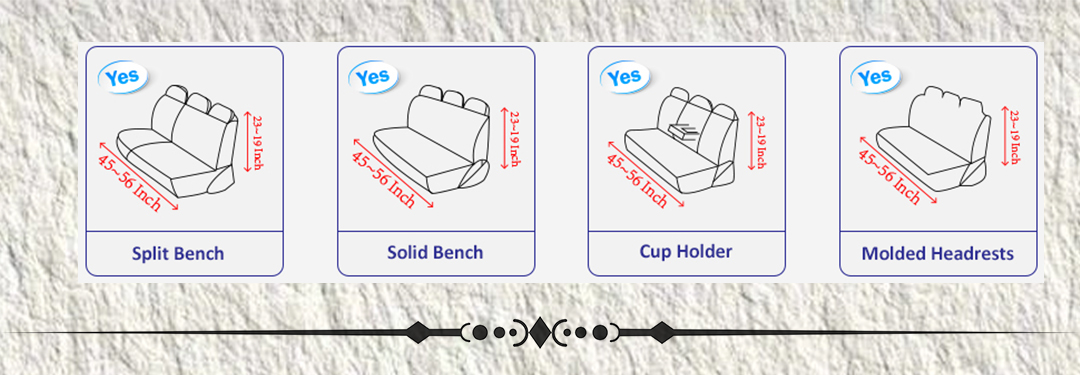 Yes
23~19 Inch
45~56 Inch
Split Bench
Yes
23~19 Inch
45~56 Inch
Solid Bench
Yes
23~19 Inch
45~56 Inch
Cup Holder
Yes
23~19 Inch
45~56 Inch
Molded Headrests